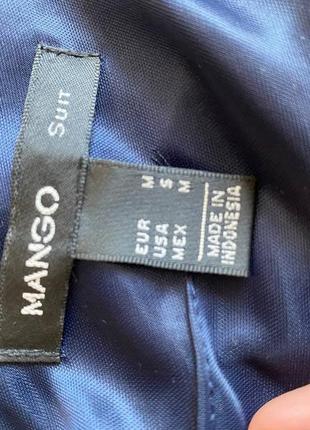 MANGO
SUIT
EUR M
USA S
MEX M
MADE IN
INDONESIA